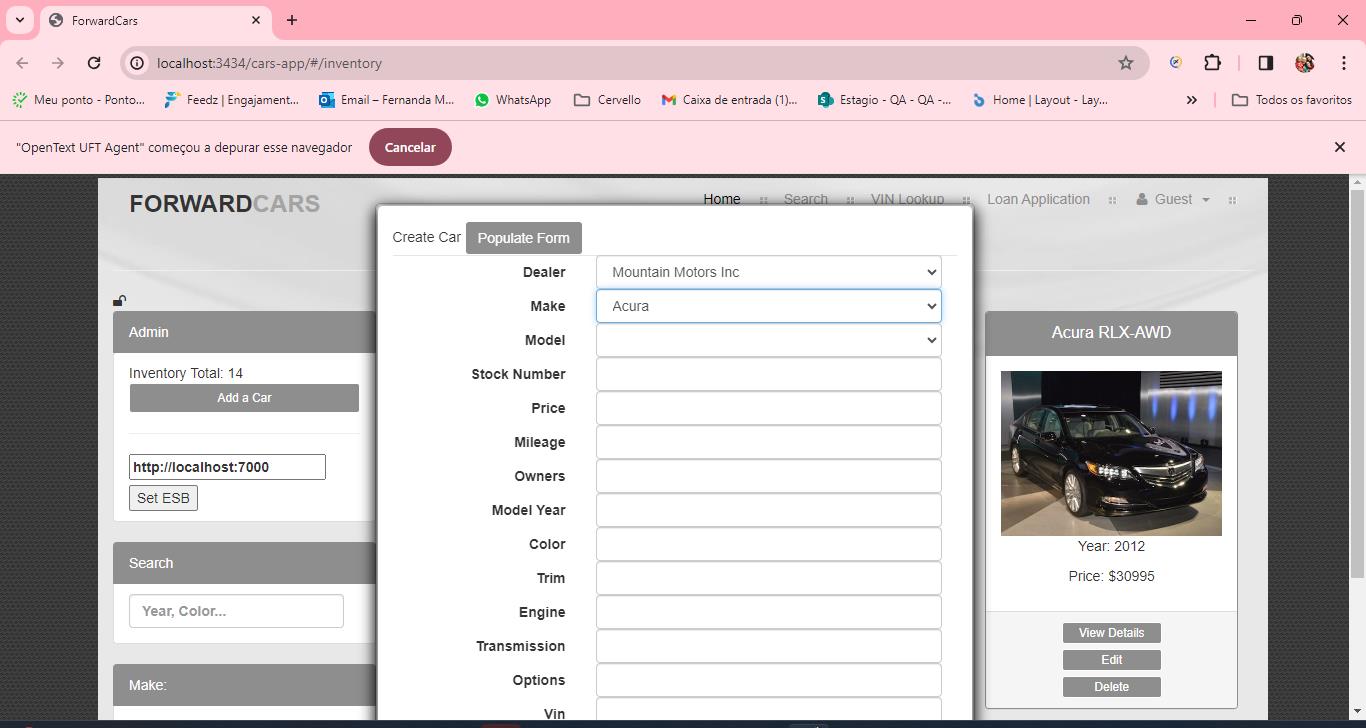 ForwardCars
localhost:3434/cars-app/#/inventory
Meu ponto - Ponto...
Feedz | Engajament...
Email – Fernanda M...
WhatsApp
Cervello
Caixa de entrada (1)...
Estagio - QA - QA -...
Home | Layout - Lay...
Todos os favoritos
"OpenText UFT Agent" começou a depurar esse navegador
Cancelar
FORWARDCARS
Home
Search
VIN Lookup
Loan Application
Guest
Create Car
Populate Form
Dealer
Mountain Motors Inc
Make
Acura
Model
Stock Number
Price
Mileage
Owners
Model Year
Color
Trim
Engine
Transmission
Options
Vin
Admin
Inventory Total: 14
Add a Car
http://localhost:7000
Set ESB
Search
Year, Color...
Make:
Acura RLX-AWD
Year: 2012
Price: $30995
View Details
Edit
Delete